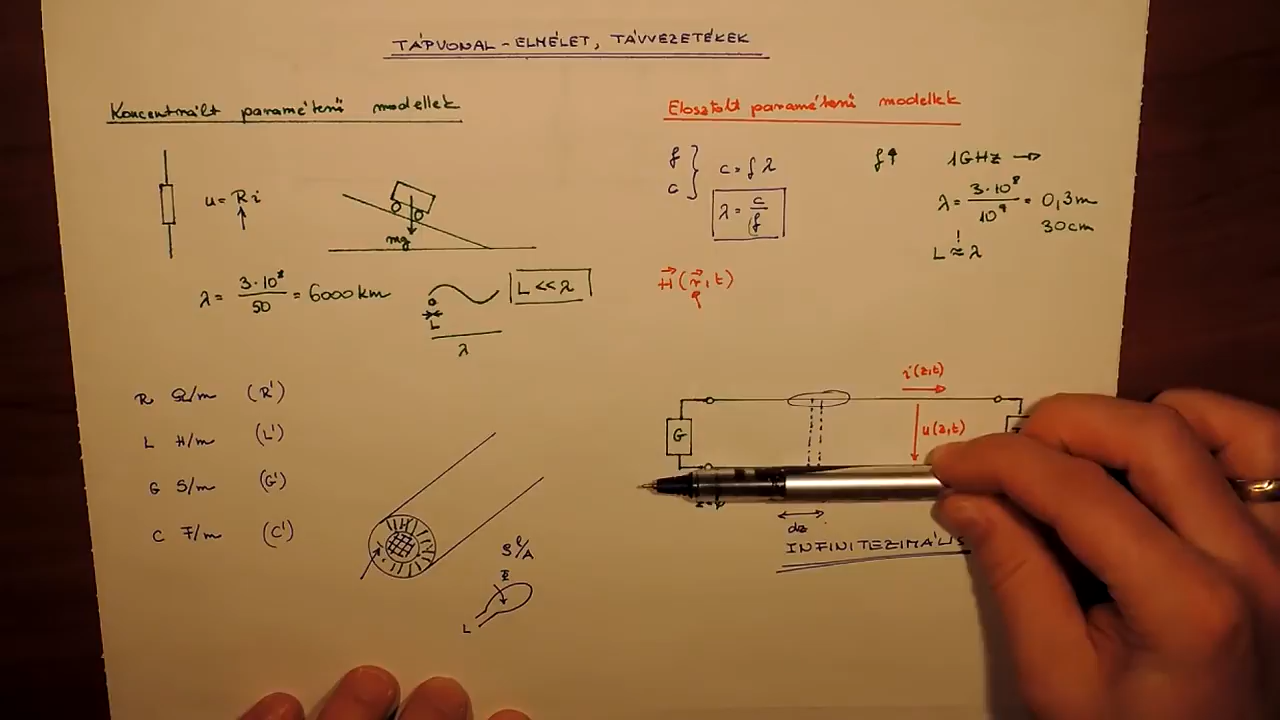 TÁPVONAL - ELMÉLET, TÁVVEZETÉKEK
Koncentrált paraméterű modellek
u = R i
mg
λ = 3·10⁸ / 50 = 6000 km
L << λ
L
λ
R Ω/m (R')
L H/m (L')
G S/m (G')
C F/m (C')
ρ l/A
Φ
L
Elosztott paraméterű modellek
f
c
c = f λ
λ = c / f
f ↑ 1GHz →
λ = 3·10⁸ / 10⁹ = 0,3m
30cm
!
L ≈ λ
H(r, t)
i(z,t)
G
u(z,t)
dz
INFINITEZIMÁLIS